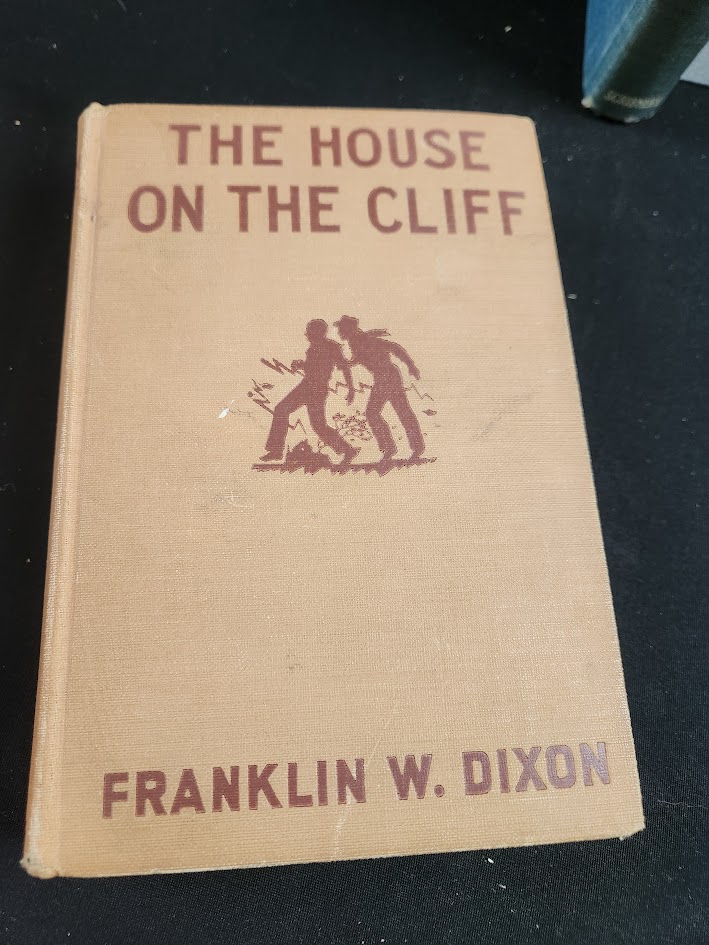 THE HOUSE
ON THE CLIFF
FRANKLIN W. DIXON